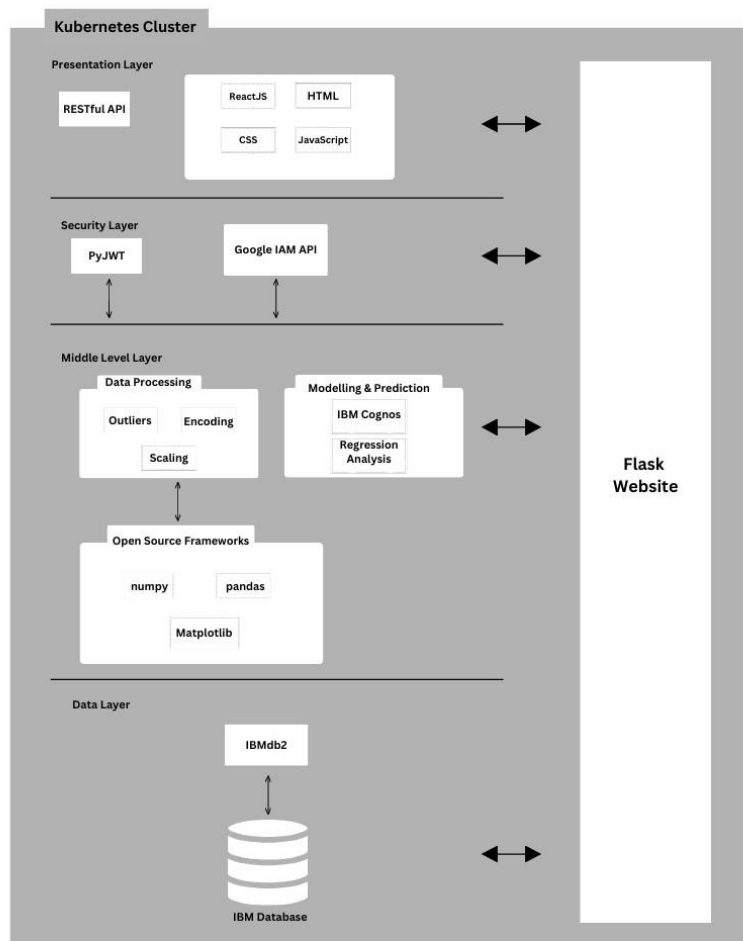 Kubernetes Cluster
Presentation Layer
RESTful API
ReactJS
HTML
CSS
JavaScript
Security Layer
PyJWT
Google IAM API
Middle Level Layer
Data Processing
Outliers
Encoding
Scaling
Modelling & Prediction
IBM Cognos
Regression
Analysis
Open Source Frameworks
numpy
pandas
Matplotlib
Data Layer
IBMdb2
IBM Database
Flask
Website